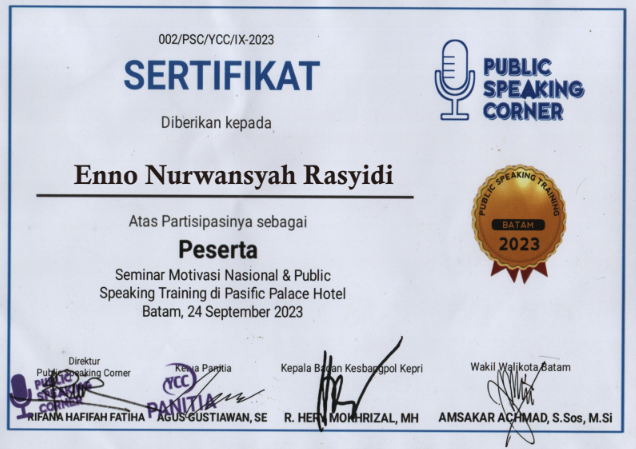 002/PSC/YCC/IX-2023
SERTIFIKAT
PUBLIC
SPEAKING
CORNER
Diberikan kepada
Enno Nurwansyah Rasyidi
Atas Partisipasinya sebagai
Peserta
Seminar Motivasi Nasional & Public
Speaking Training di Pasific Palace Hotel
Batam, 24 September 2023
PUBLIC SPEAKING TRAINING
BATAM
2023
Direktur
Public Speaking Corner
PUBLIC
SPEAKING
CORNER
RIFANA HAFIFAH FATIHA
Ketua Panitia
YCC
PANITIA
AGUS GUSTIAWAN, SE
Kepala Badan Kesbangpol Kepri
R. HERY MOKHRIZAL, MH
Wakil Walikota Batam
AMSAKAR ACHMAD, S.Sos, M.Si